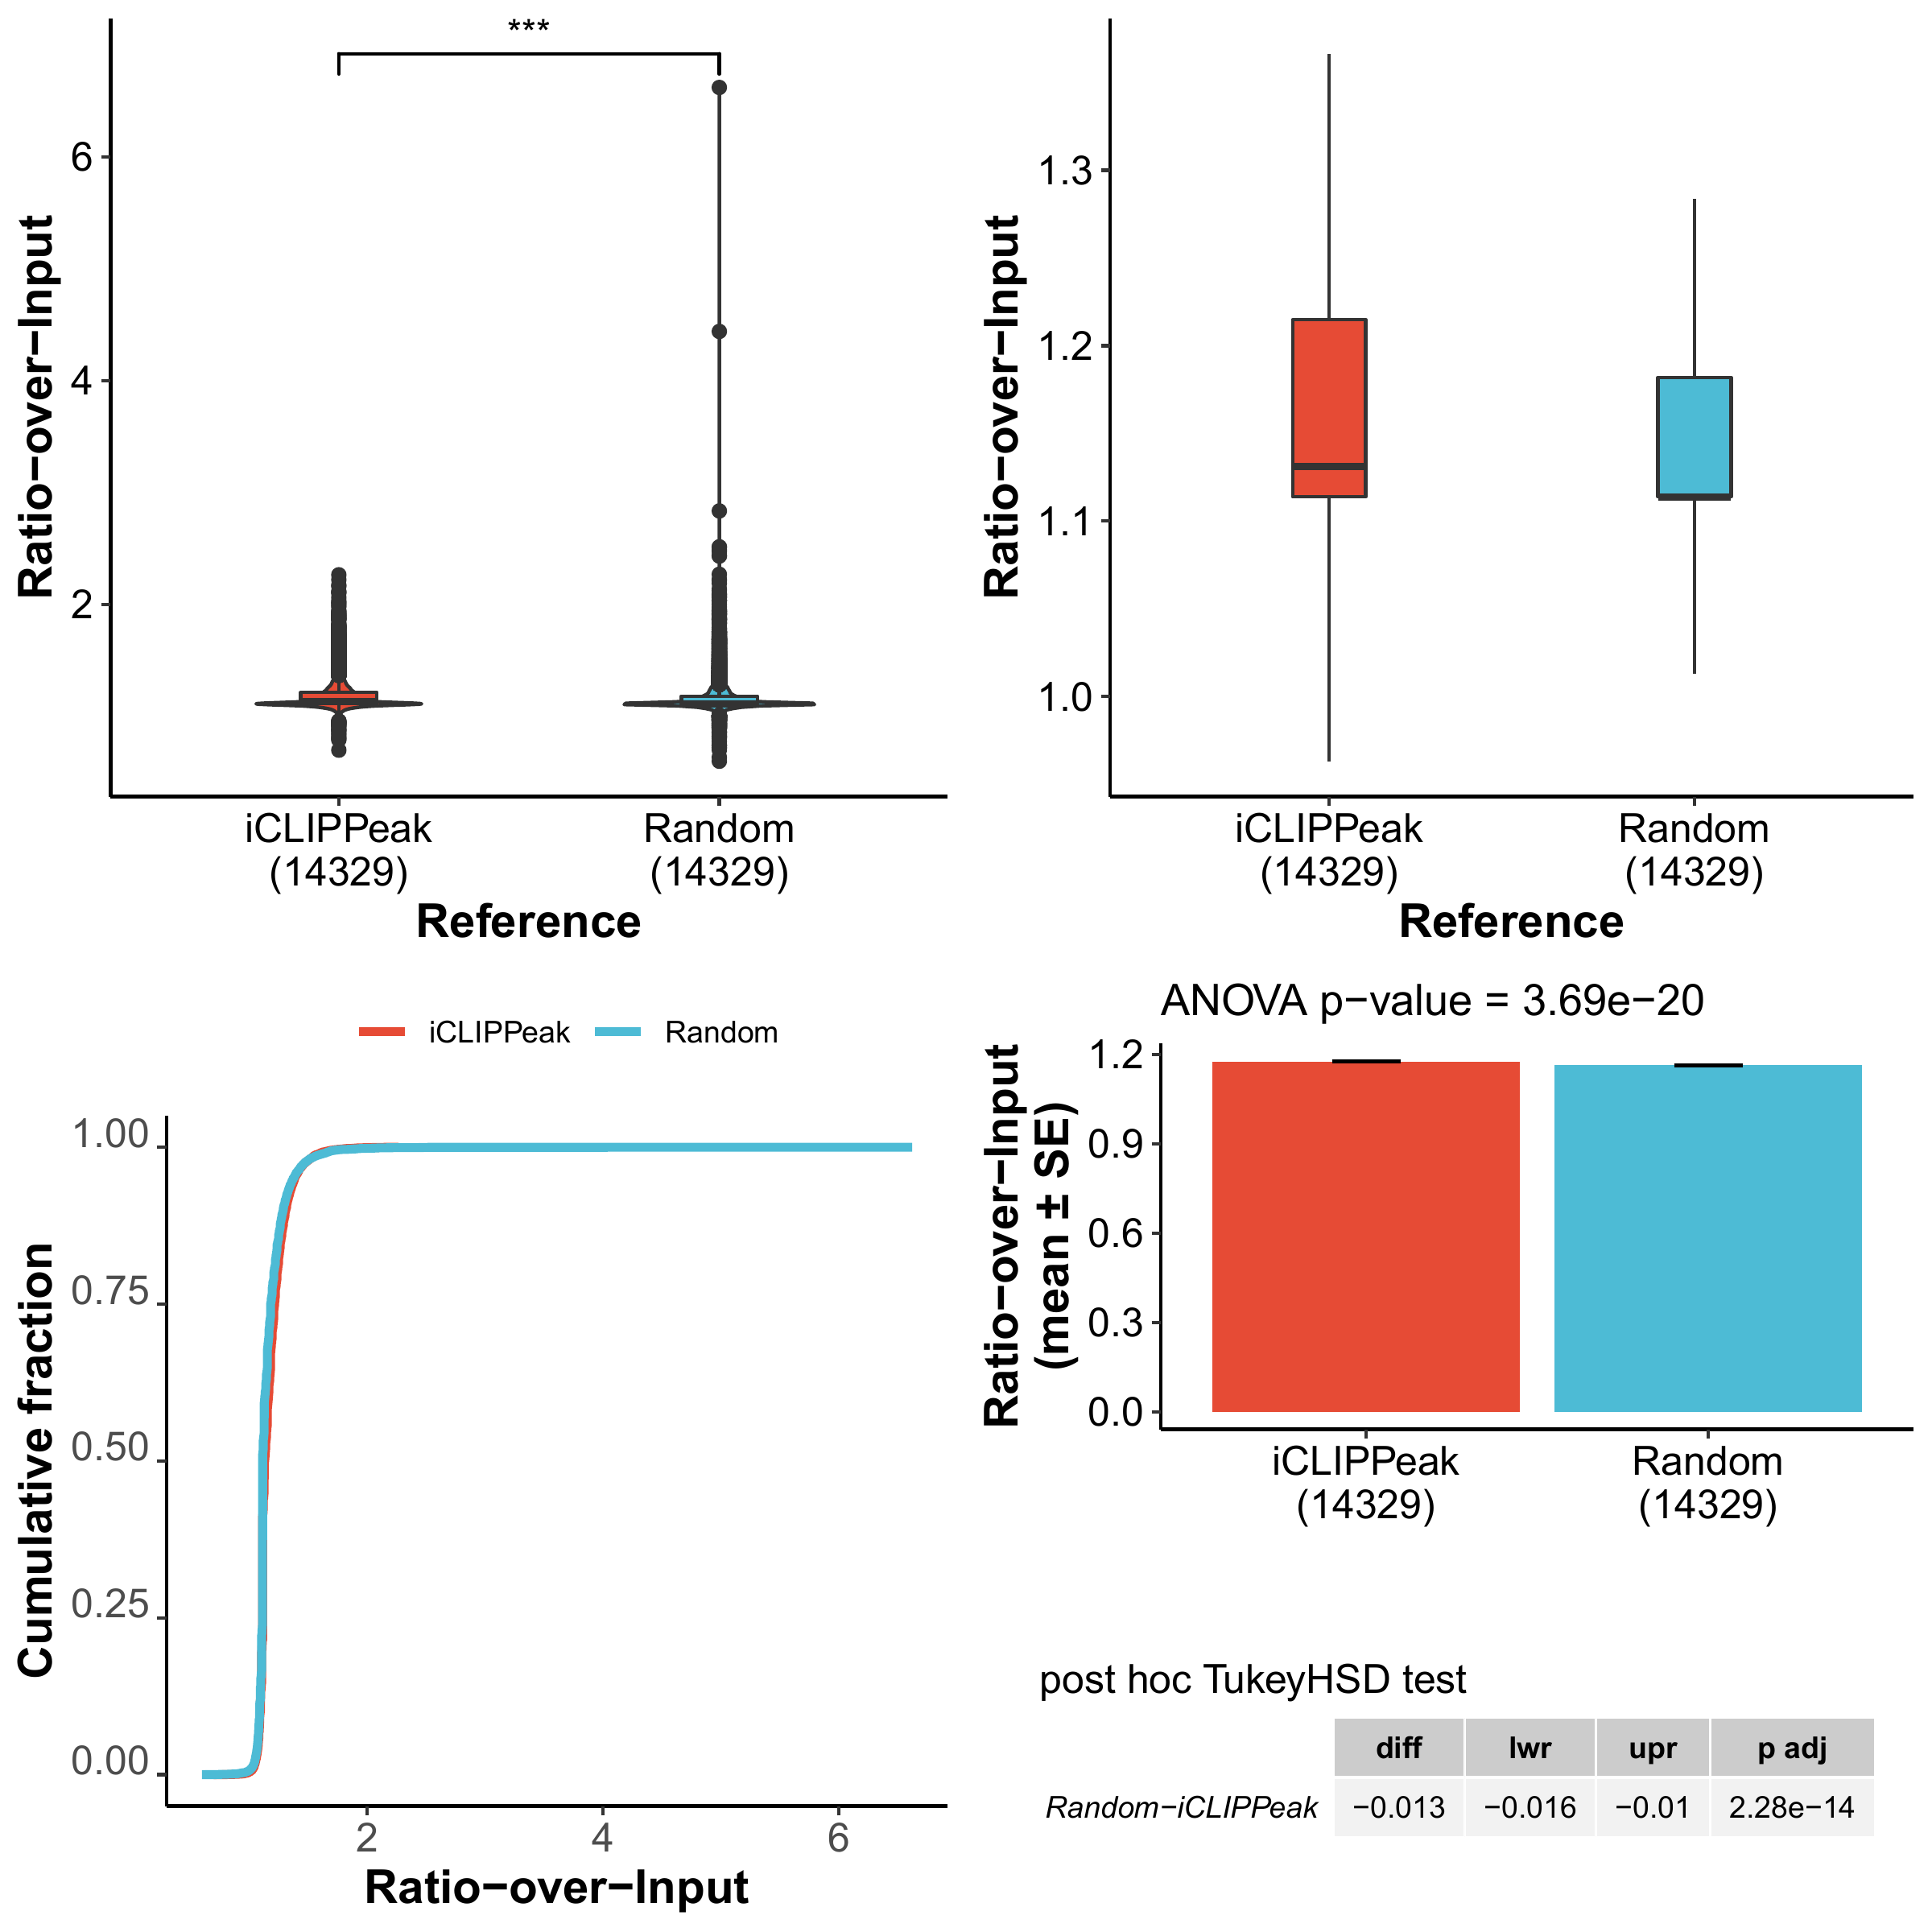 ***
Ratio−over−Input
6
4
2
iCLIPPeak
(14329)
Random
(14329)
Reference
Ratio−over−Input
1.3
1.2
1.1
1.0
iCLIPPeak
(14329)
Random
(14329)
Reference
iCLIPPeak
Random
Cumulative fraction
1.00
0.75
0.50
0.25
0.00
2
4
6
Ratio−over−Input
ANOVA p−value = 3.69e−20
Ratio−over−Input
(mean ± SE)
1.2
0.9
0.6
0.3
0.0
iCLIPPeak
(14329)
Random
(14329)
post hoc TukeyHSD test
diff lwr upr p adj
Random−iCLIPPeak −0.013 −0.016 −0.01 2.28e−14